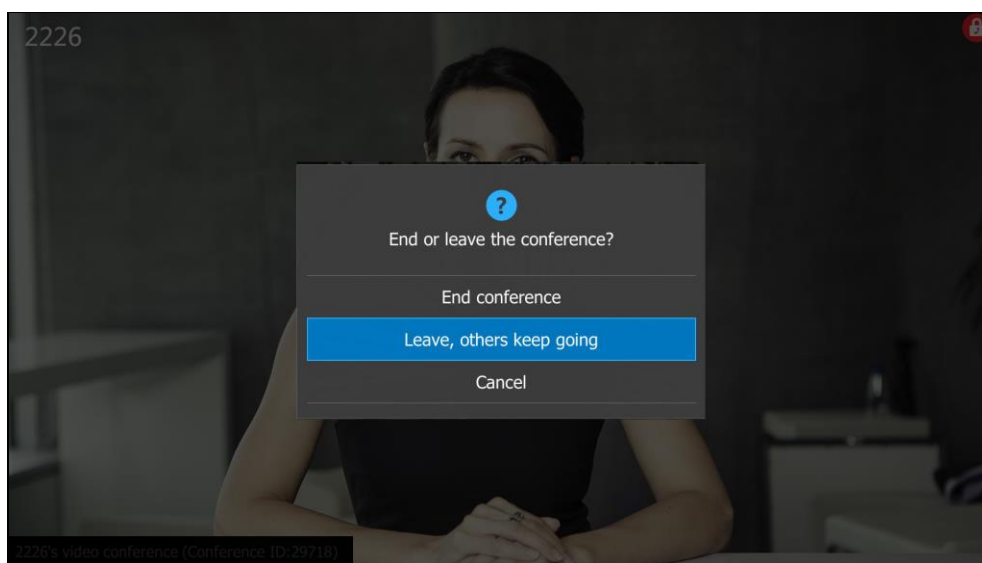 2226
?
End or leave the conference?
End conference
Leave, others keep going
Cancel
2226's video conference (Conference ID:29718)